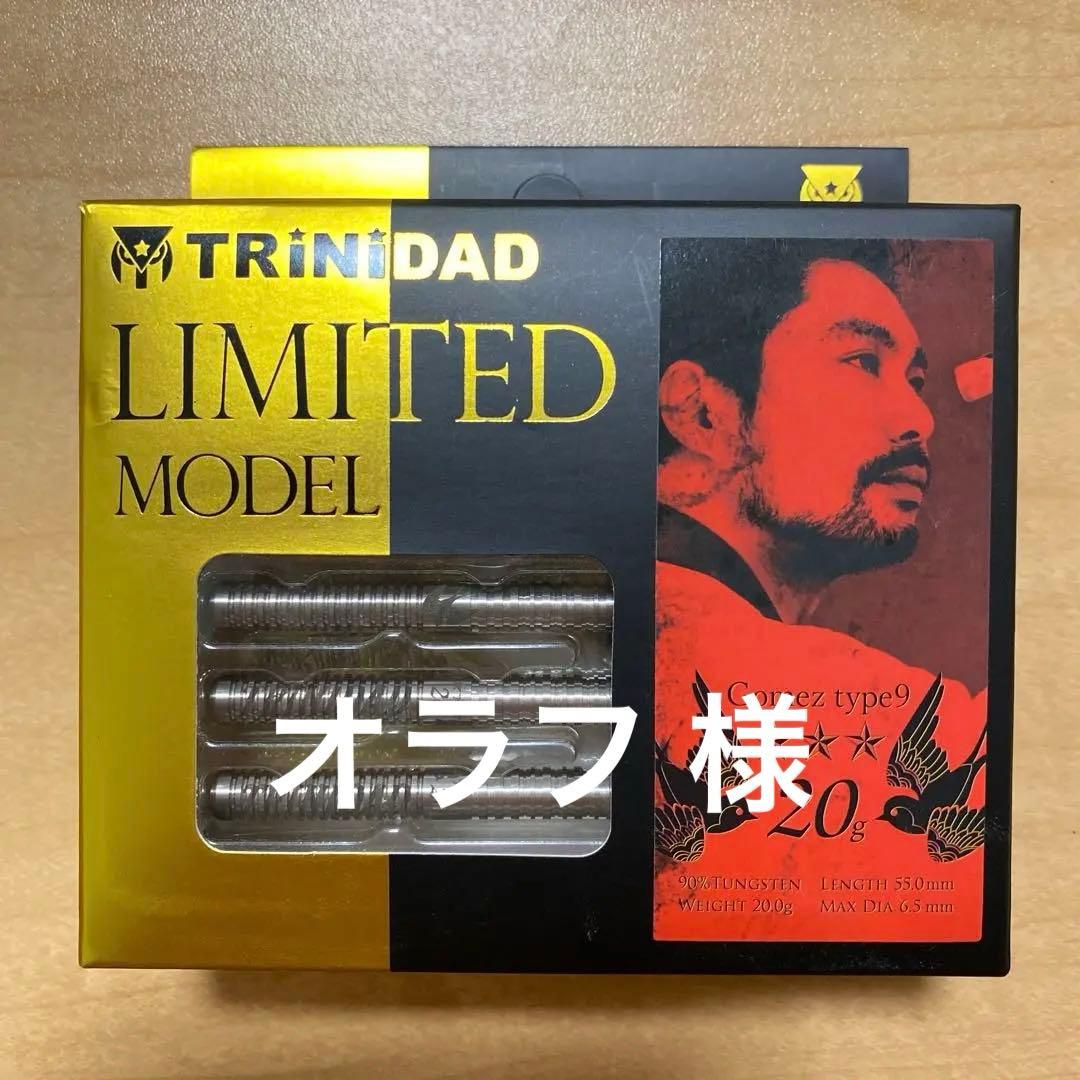 TRiNiDAD
LIMITED
MODEL
Gomez type9
オラフ 様
20g
90% TUNGSTEN LENGTH 55.0mm
WEIGHT 20.0g MAX DIA 6.5mm